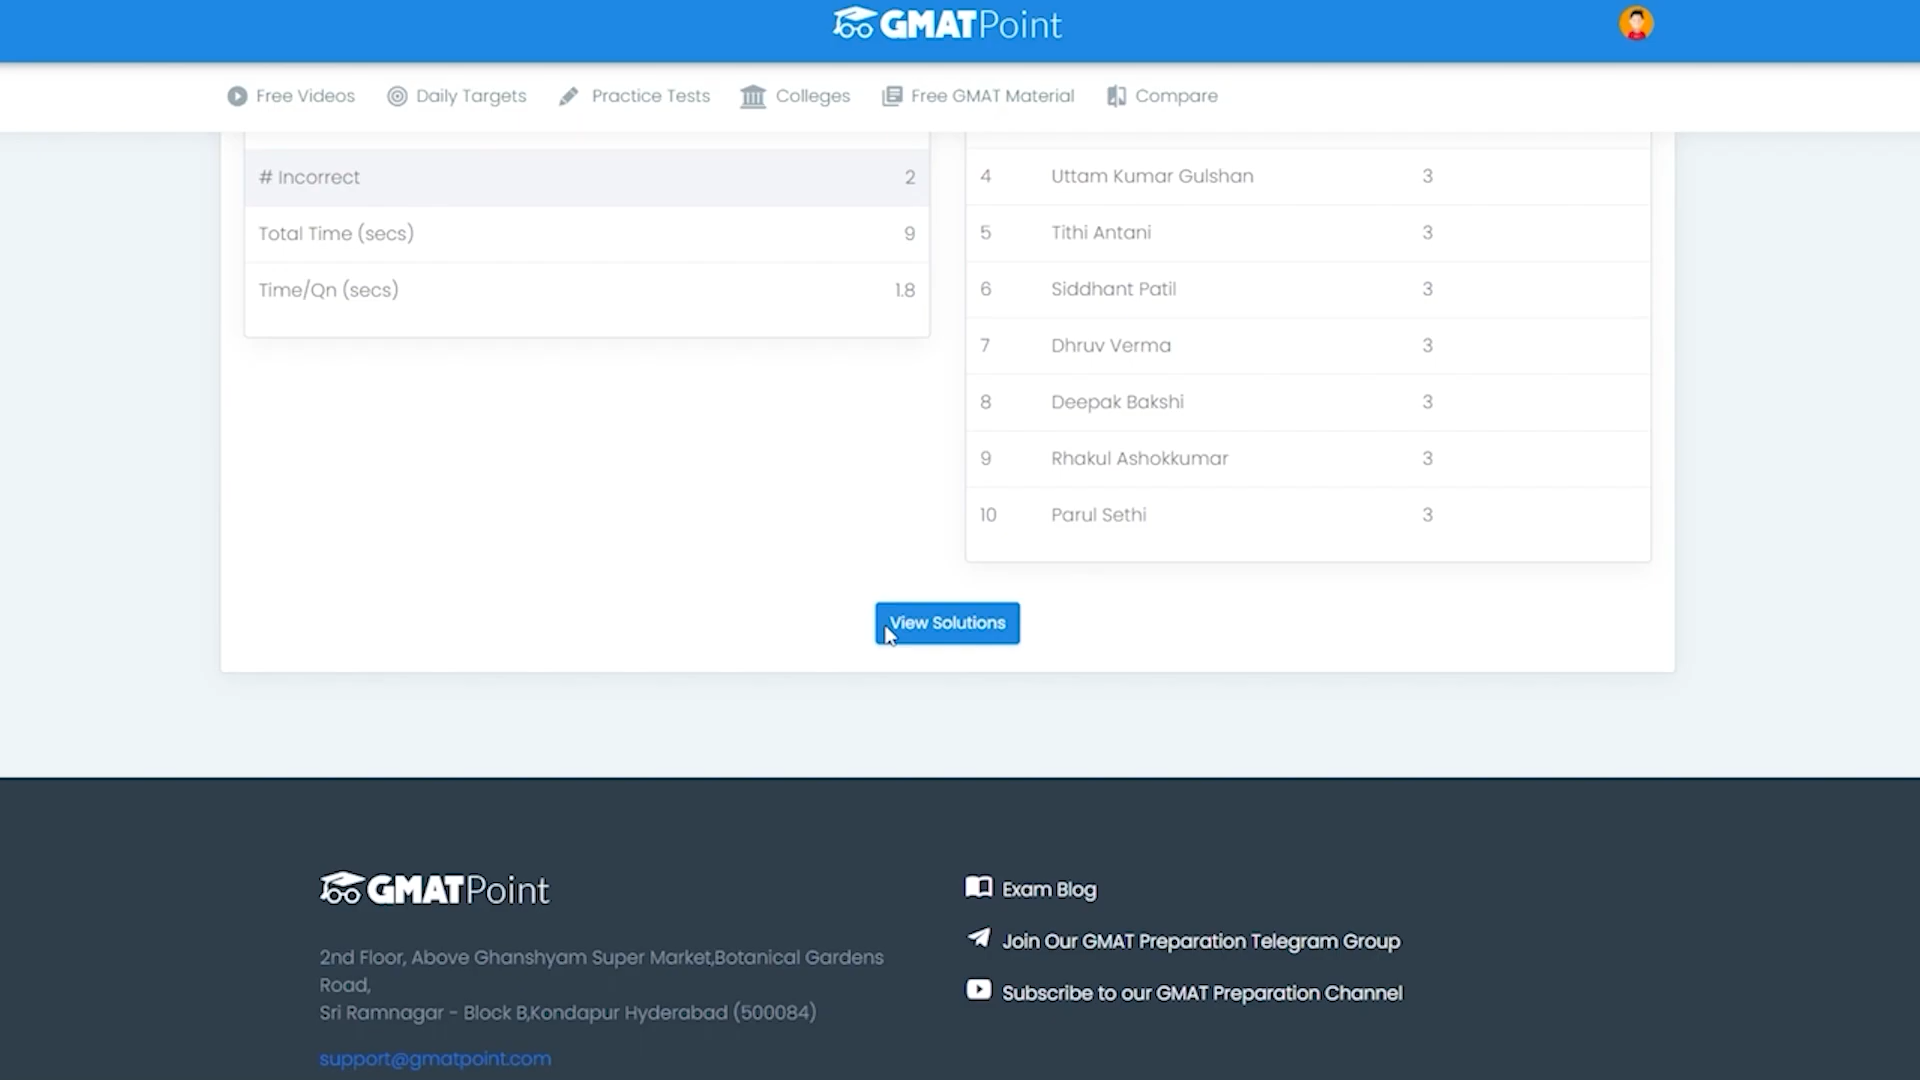 GMATPoint
Free Videos
Daily Targets
Practice Tests
Colleges
Free GMAT Material
Compare
# Incorrect 2
Total Time (secs) 9
Time/Qn (secs) 1.8
4 Uttam Kumar Gulshan 3
5 Tithi Antani 3
6 Siddhant Patil 3
7 Dhruv Verma 3
8 Deepak Bakshi 3
9 Rhakul Ashokkumar 3
10 Parul Sethi 3
View Solutions
GMATPoint
2nd Floor, Above Ghanshyam Super Market,Botanical Gardens
Road,
Sri Ramnagar - Block B,Kondapur Hyderabad (500084)
support@gmatpoint.com
Exam Blog
Join Our GMAT Preparation Telegram Group
Subscribe to our GMAT Preparation Channel